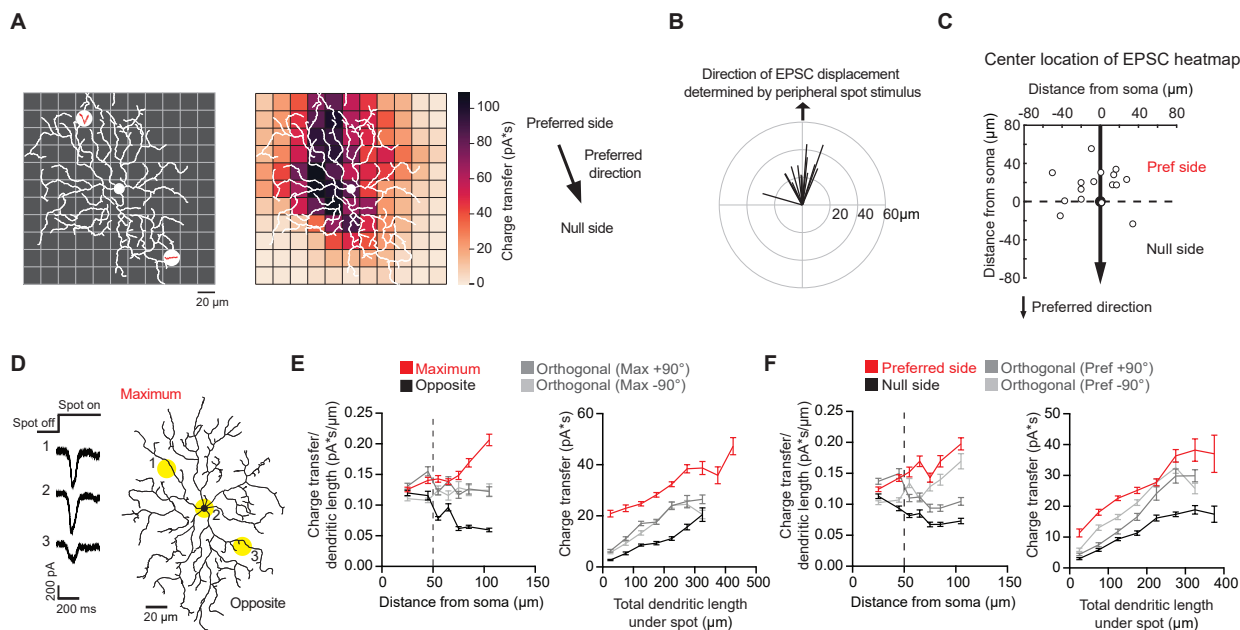 A
20 µm
100
80
60
40
20
0
Charge transfer (pA*s)
Preferred side
Preferred
direction
Null side
B
Direction of EPSC displacement
determined by peripheral spot stimulus
20 40 60µm
C
Center location of EPSC heatmap
Distance from soma (µm)
-80 -40 0 40 80
Distance from soma (µm)
80
40
0
-40
-80
Pref side
Null side
Preferred direction
D
Spot on
Spot off
1
2
3
200 pA
200 ms
Maximum
1
2
3
20 µm
Opposite
E
Maximum
Opposite
Orthogonal (Max +90°)
Orthogonal (Max -90°)
Charge transfer/
dendritic length (pA*s/µm)
0.25
0.20
0.15
0.10
0.05
0.00
0 50 100 150
Distance from soma (µm)
Charge transfer (pA*s)
60
40
20
0
0 100 200 300 400 500
Total dendritic length
under spot (µm)
F
Preferred side
Null side
Orthogonal (Pref +90°)
Orthogonal (Pref -90°)
Charge transfer/
dendritic length (pA*s/µm)
0.25
0.20
0.15
0.10
0.05
0.00
0 50 100 150
Distance from soma (µm)
Charge transfer (pA*s)
50
40
30
20
10
0
0 100 200 300 400
Total dendritic length
under spot (µm)